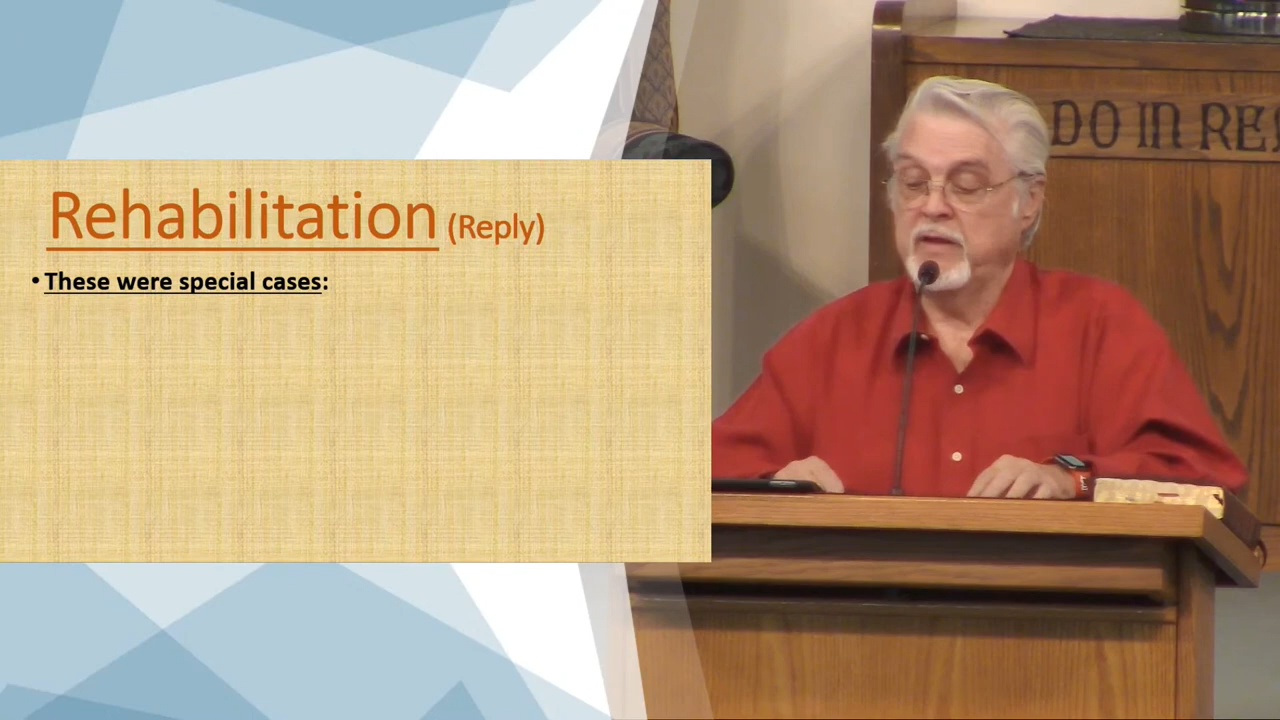 Rehabilitation (Reply)
• These were special cases:
DO IN RE